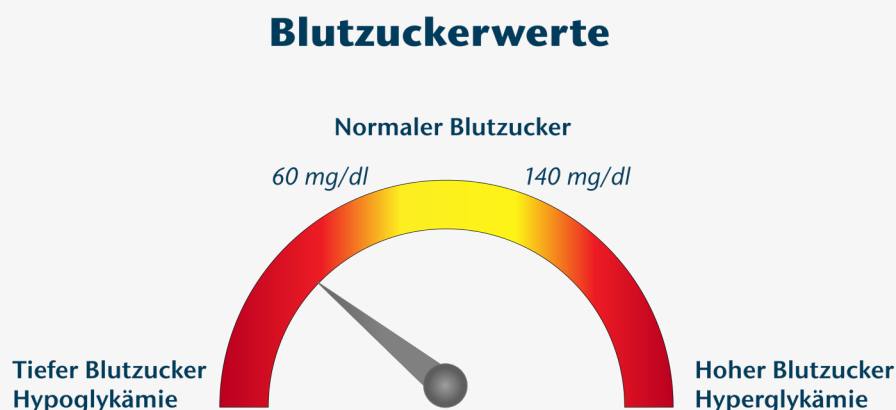 Blutzuckerwerte
Normaler Blutzucker
60 mg/dl 140 mg/dl
Tiefer Blutzucker
Hypoglykämie
Hoher Blutzucker
Hyperglykämie